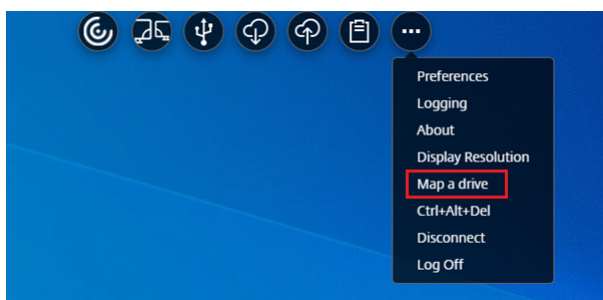 Preferences
Logging
About
Display Resolution
Map a drive
Ctrl+Alt+Del
Disconnect
Log Off